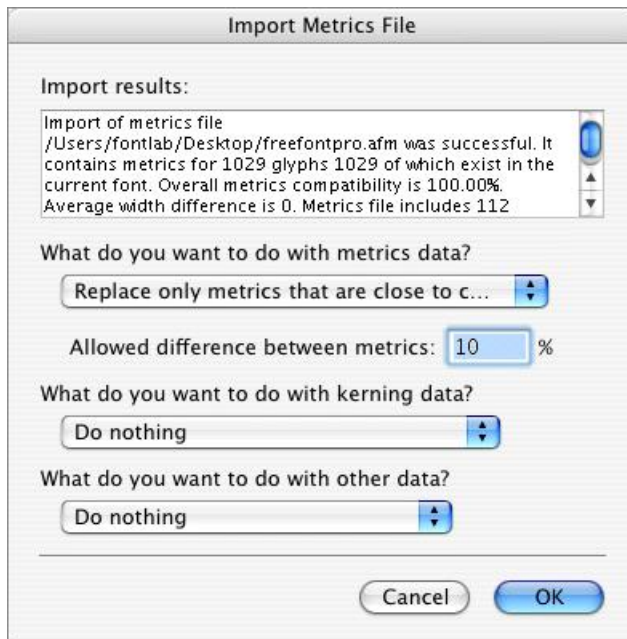 Import Metrics File
Import results:
Import of metrics file
/Users/fontlab/Desktop/freefontpro.afm was successful. It
contains metrics for 1029 glyphs 1029 of which exist in the
current font. Overall metrics compatibility is 100.00%.
Average width difference is 0. Metrics file includes 112
What do you want to do with metrics data?
Replace only metrics that are close to c...
Allowed difference between metrics: 10 %
What do you want to do with kerning data?
Do nothing
What do you want to do with other data?
Do nothing
Cancel OK